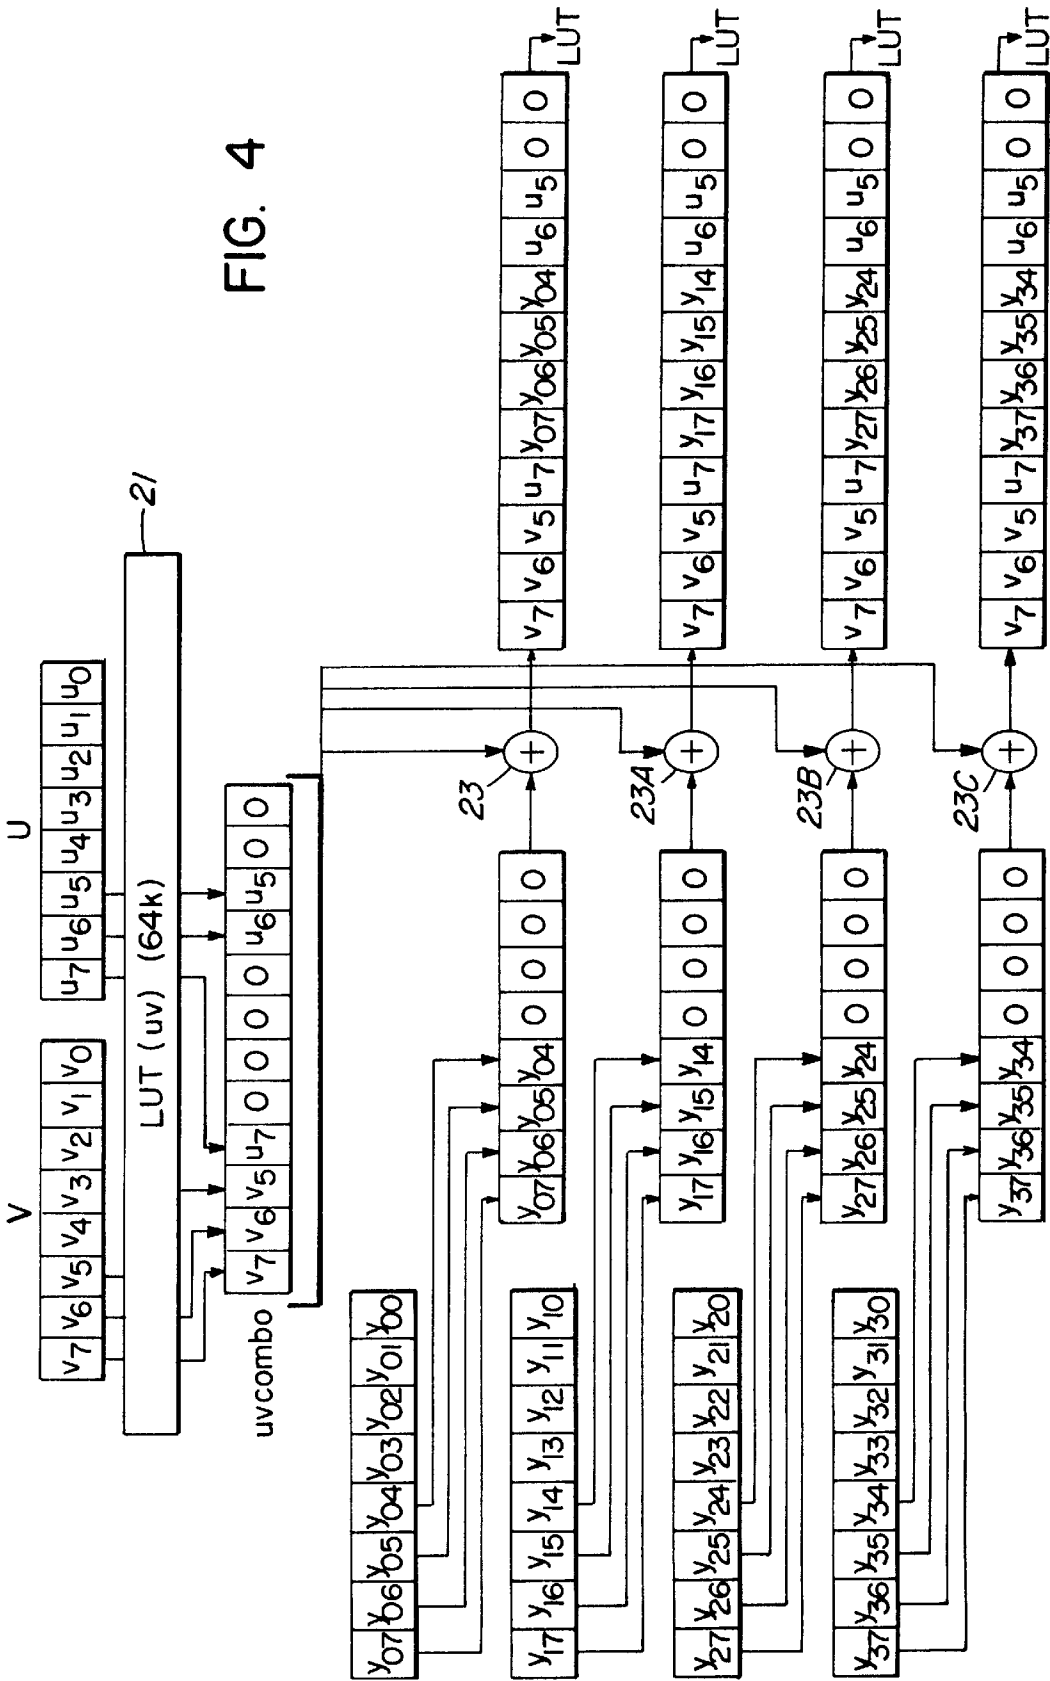 FIG. 4
V
U
v7 v6 v5 v4 v3 v2 v1 v0
u7 u6 u5 u4 u3 u2 u1 u0
LUT (uv) (64k)
21
uvcombo
v7 v6 v5 u7 0 0 0 0 u6 u5 0 0
y07 y06 y05 y04 y03 y02 y01 y00
y07 y06 y05 y04 0 0 0 0
23
v7 v6 v5 u7 y07 y06 y05 y04 u6 u5 0 0
LUT
y17 y16 y15 y14 y13 y12 y11 y10
y17 y16 y15 y14 0 0 0 0
23A
v7 v6 v5 u7 y17 y16 y15 y14 u6 u5 0 0
LUT
y27 y26 y25 y24 y23 y22 y21 y20
y27 y26 y25 y24 0 0 0 0
23B
v7 v6 v5 u7 y27 y26 y25 y24 u6 u5 0 0
LUT
y37 y36 y35 y34 y33 y32 y31 y30
y37 y36 y35 y34 0 0 0 0
23C
v7 v6 v5 u7 y37 y36 y35 y34 u6 u5 0 0
LUT